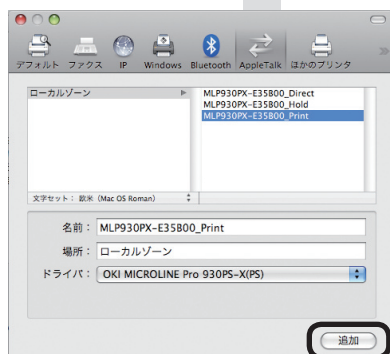 デフォルト ファクス IP Windows Bluetooth AppleTalk ほかのプリンタ
ローカルゾーン
MLP930PX-E35B00_Direct
MLP930PX-E35B00_Hold
MLP930PX-E35B00_Print
文字セット： 欧米（Mac OS Roman）
名前： MLP930PX-E35B00_Print
場所： ローカルゾーン
ドライバ： OKI MICROLINE Pro 930PS-X(PS)
追加